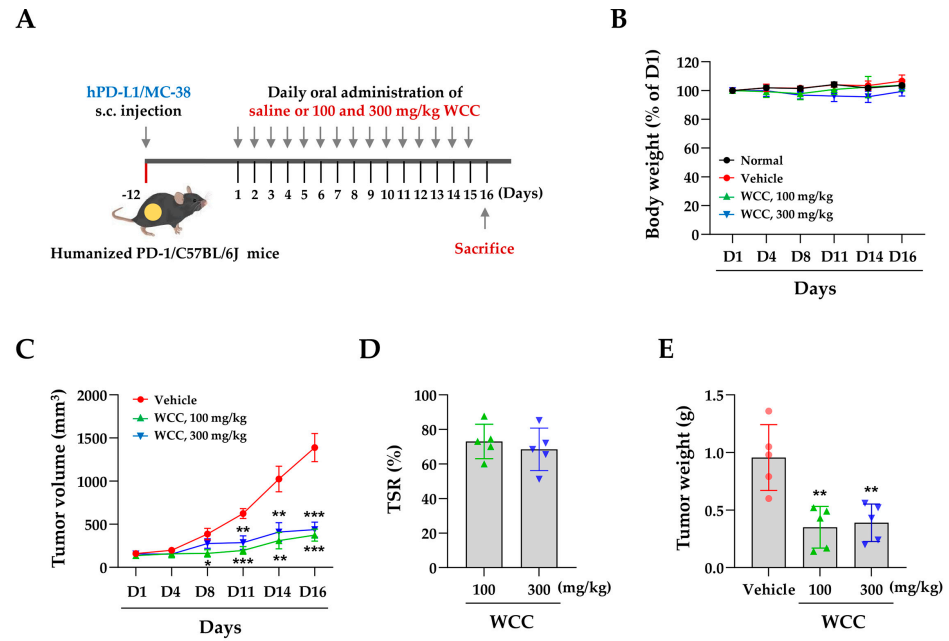 A
hPD-L1/MC-38
s.c. injection
Daily oral administration of
saline or 100 and 300 mg/kg WCC
-12
1 2 3 4 5 6 7 8 9 10 11 12 13 14 15 16 (Days)
Humanized PD-1/C57BL/6J mice
Sacrifice
B
Body weight (% of D1)
120
100
80
60
40
20
0
Normal
Vehicle
WCC, 100 mg/kg
WCC, 300 mg/kg
D1 D4 D8 D11 D14 D16
Days
C
Tumor volume (mm3)
2000
1500
1000
500
0
Vehicle
WCC, 100 mg/kg
WCC, 300 mg/kg
** ** ***
* *** ** ***
D1 D4 D8 D11 D14 D16
Days
D
TSR (%)
100
80
60
40
20
0
100 300 (mg/kg)
WCC
E
Tumor weight (g)
1.5
1.0
0.5
0.0
** **
Vehicle 100 300 (mg/kg)
WCC